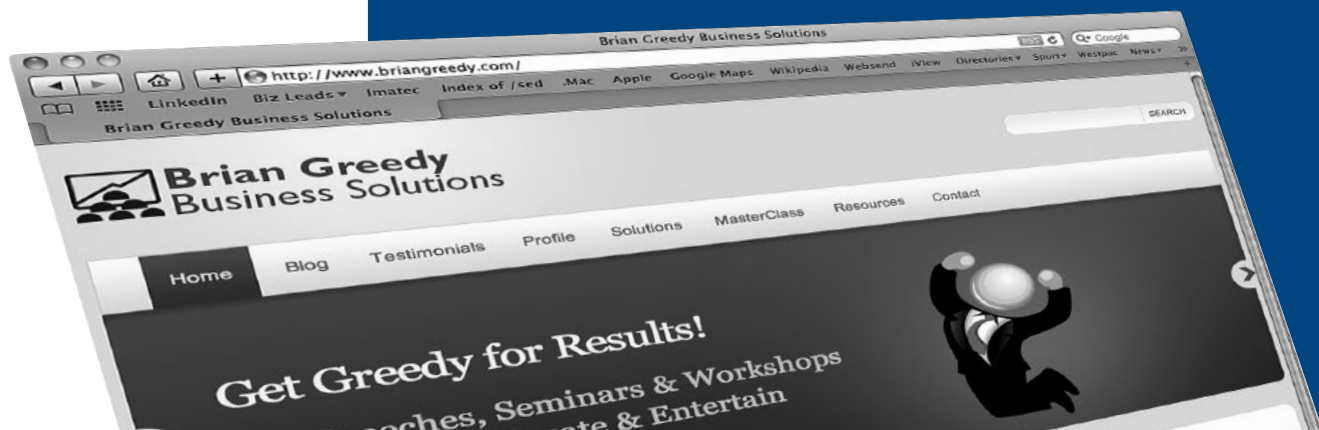 Brian Greedy Business Solutions
http://www.briangreedy.com/
Google
LinkedIn Biz Leads Imatec Index of /sed .Mac Apple Google Maps Wikipedia Websend iView Directories Sport Westpac News
Brian Greedy Business Solutions
SEARCH
Brian Greedy
Business Solutions
Home Blog Testimonials Profile Solutions MasterClass Resources Contact
Get Greedy for Results!
Seminars & Workshops
& Entertain